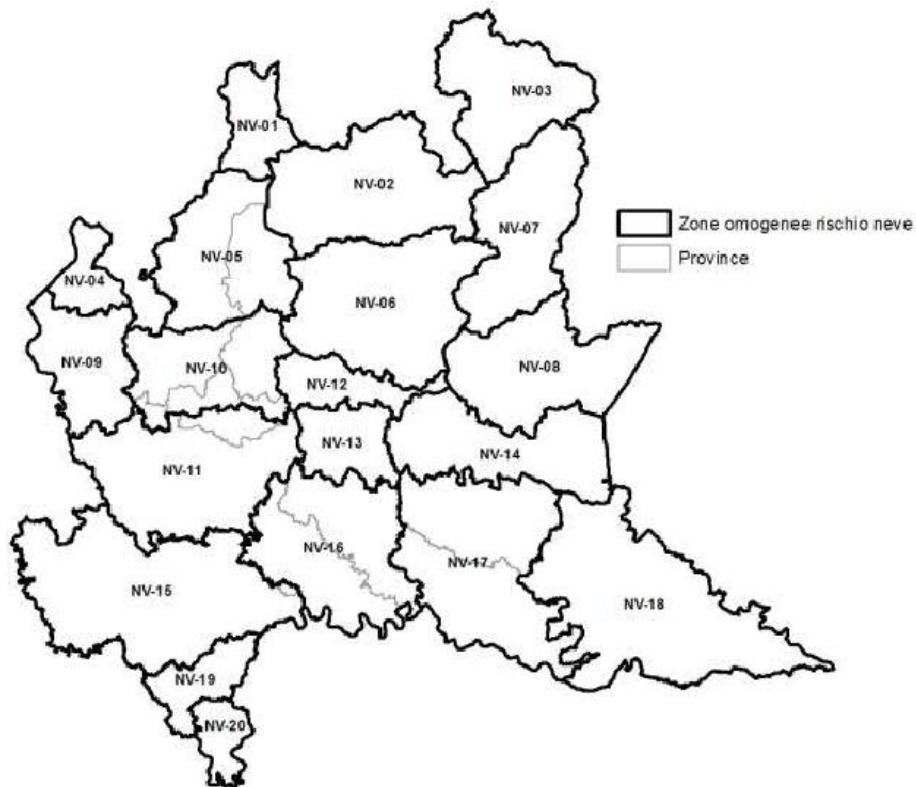 NV-03
NV-01
NV-02
NV-07
Zone omogenee rischio neve
NV-05
Province
NV-04
NV-06
NV-09
NV-10
NV-08
NV-12
NV-13
NV-14
NV-11
NV-16
NV-17
NV-15
NV-18
NV-19
NV-20